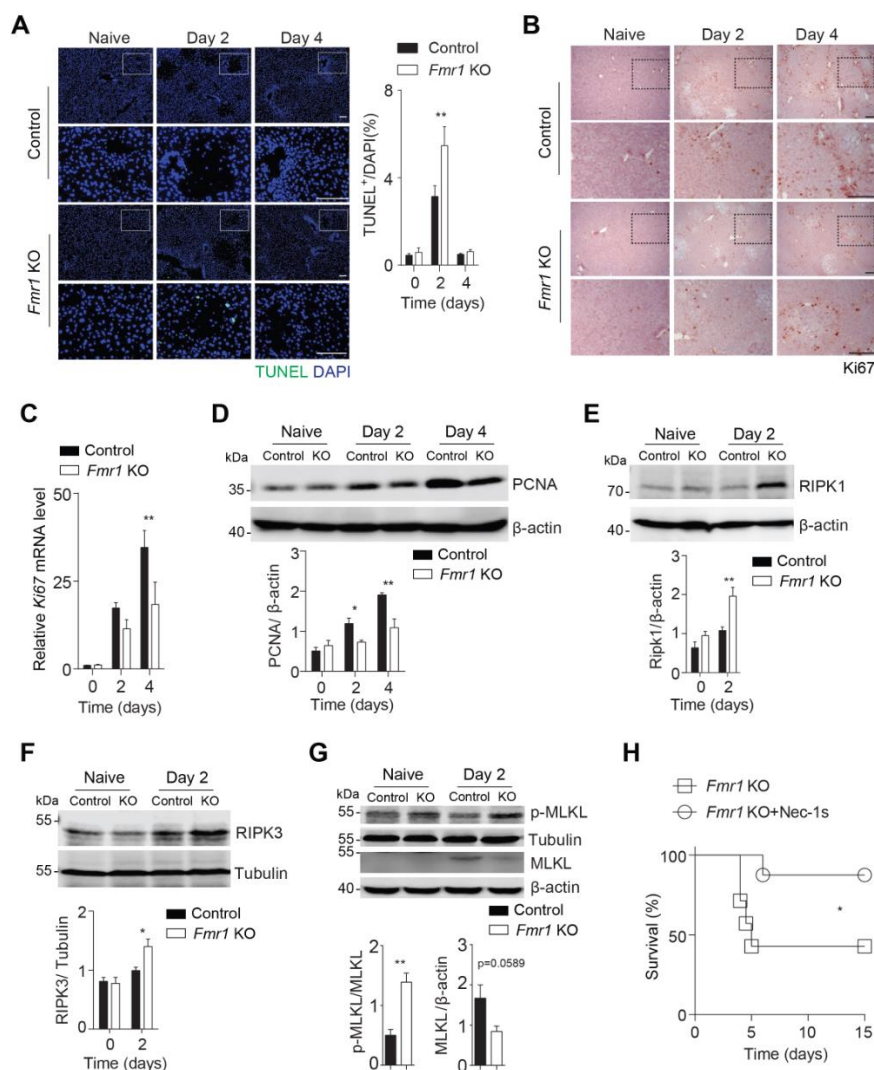 A
Naive Day 2 Day 4
Control
Fmr1 KO
TUNEL DAPI
Control
Fmr1 KO
TUNEL+/DAPI(%)
8
4
0
**
0 2 4
Time (days)
B
Naive Day 2 Day 4
Control
Fmr1 KO
Ki67
C
Control
Fmr1 KO
Relative Ki67 mRNA level
50
25
0
**
0 2 4
Time (days)
D
Naive Day 2 Day 4
kDa Control KO Control KO Control KO
35 PCNA
40 β-actin
Control
Fmr1 KO
PCNA/ β-actin
3
2
1
0
* **
0 2 4
Time (days)
E
Naive Day 2
kDa Control KO Control KO
70 RIPK1
40 β-actin
Control
Fmr1 KO
Ripk1/β-actin
3
2
1
0
**
0 2
Time (days)
F
Naive Day 2
kDa Control KO Control KO
55 RIPK3
55 Tubulin
Control
Fmr1 KO
RIPK3/ Tubulin
2
1
0
*
0 2
Time (days)
G
Naive Day 2
kDa Control KO Control KO
55 p-MLKL
55 Tubulin
55 MLKL
40 β-actin
Control
Fmr1 KO
p-MLKL/MLKL
2
1
0
**
MLKL/β-actin
3
2
1
0
p=0.0589
H
Fmr1 KO
Fmr1 KO+Nec-1s
Survival (%)
100
50
0
*
0 5 10 15
Time (days)